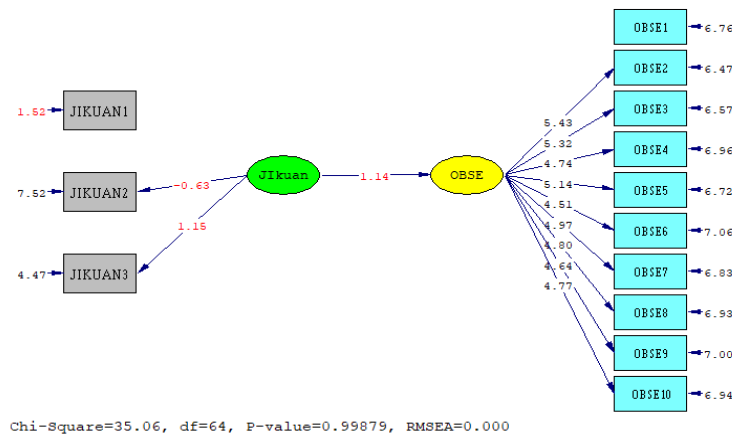 OBSE1
6.76
OBSE2
6.47
OBSE3
6.57
OBSE4
6.96
OBSE5
6.72
OBSE6
7.06
OBSE7
6.83
OBSE8
6.93
OBSE9
7.00
OBSE10
6.94
1.52
JIKUAN1
7.52
JIKUAN2
4.47
JIKUAN3
-0.63
1.15
JIkuan
1.14
OBSE
5.43
5.32
4.74
5.14
4.51
4.97
4.80
4.64
4.77
Chi-Square=35.06, df=64, P-value=0.99879, RMSEA=0.000